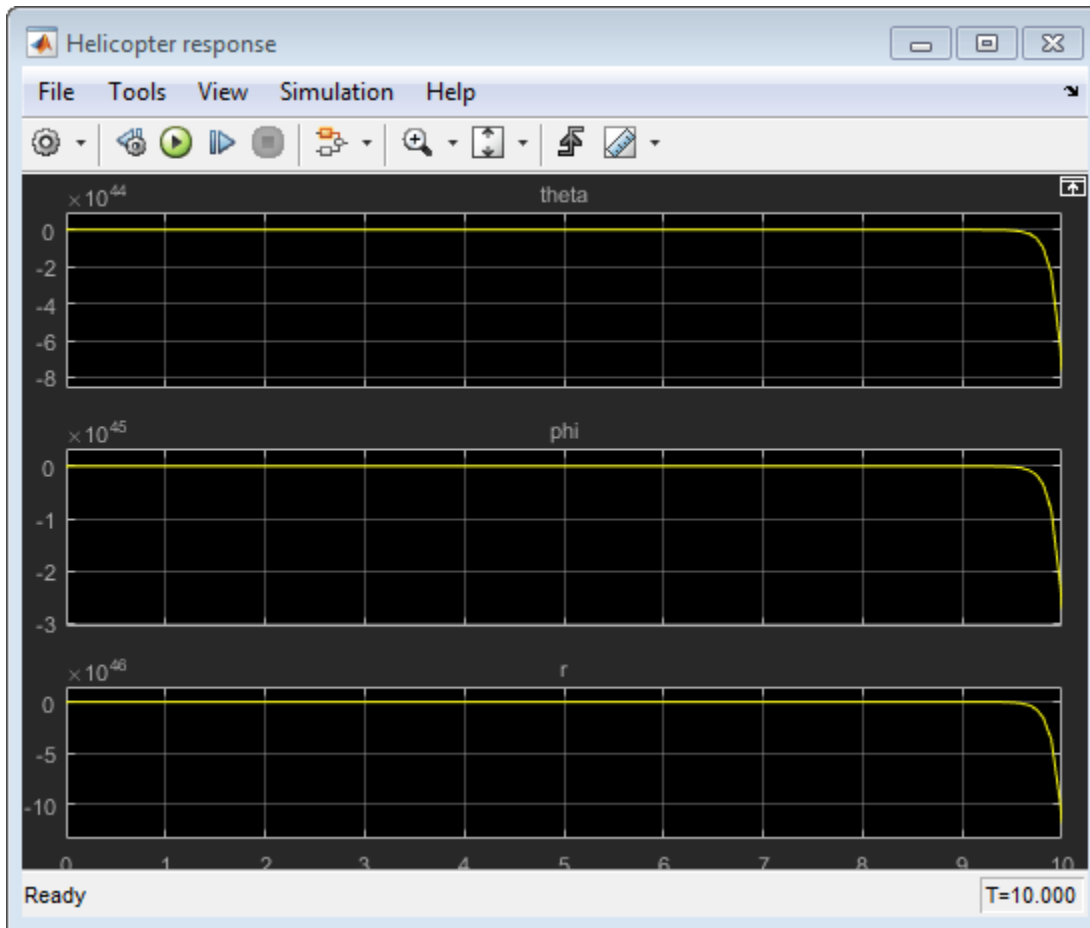 Helicopter response
File Tools View Simulation Help
×10^44
theta
0
-2
-4
-6
-8
×10^45
phi
0
-1
-2
-3
×10^46
r
0
-5
-10
0 1 2 3 4 5 6 7 8 9 10
Ready T=10.000